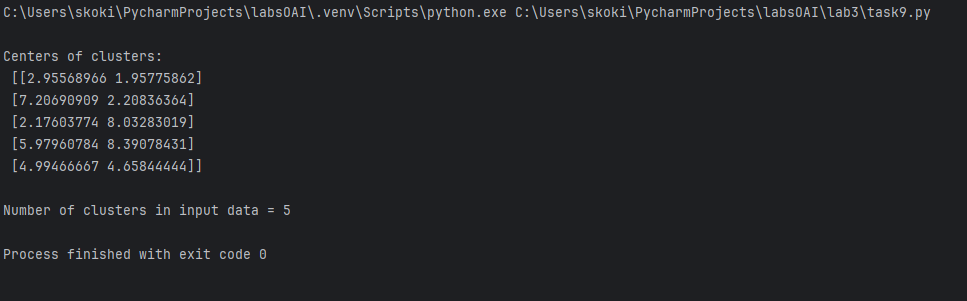 C:\Users\skoki\PycharmProjects\labsOAI\.venv\Scripts\python.exe C:\Users\skoki\PycharmProjects\labsOAI\lab3\task9.py
Centers of clusters:
[[2.95568966 1.95775862]
[7.20690909 2.20836364]
[2.17603774 8.03283019]
[5.97960784 8.39078431]
[4.99466667 4.65844444]]
Number of clusters in input data = 5
Process finished with exit code 0